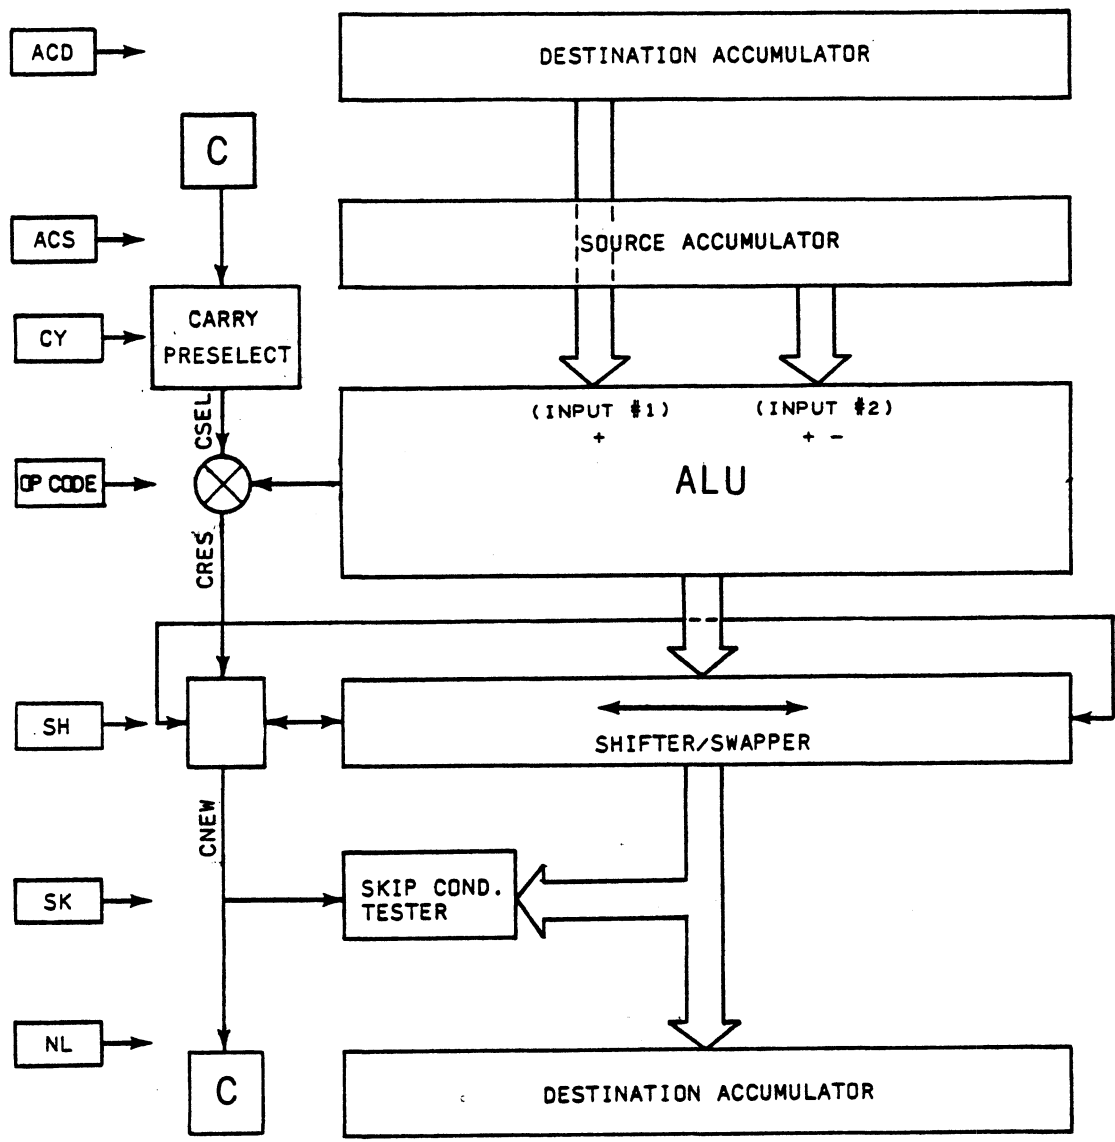 ACD
DESTINATION ACCUMULATOR
C
ACS
SOURCE ACCUMULATOR
CY
CARRY
PRESELECT
CSEL
(INPUT #1)
+
(INPUT #2)
+ -
OP CODE
ALU
CRES
SH
SHIFTER/SWAPPER
CNEW
SK
SKIP COND.
TESTER
NL
C
DESTINATION ACCUMULATOR